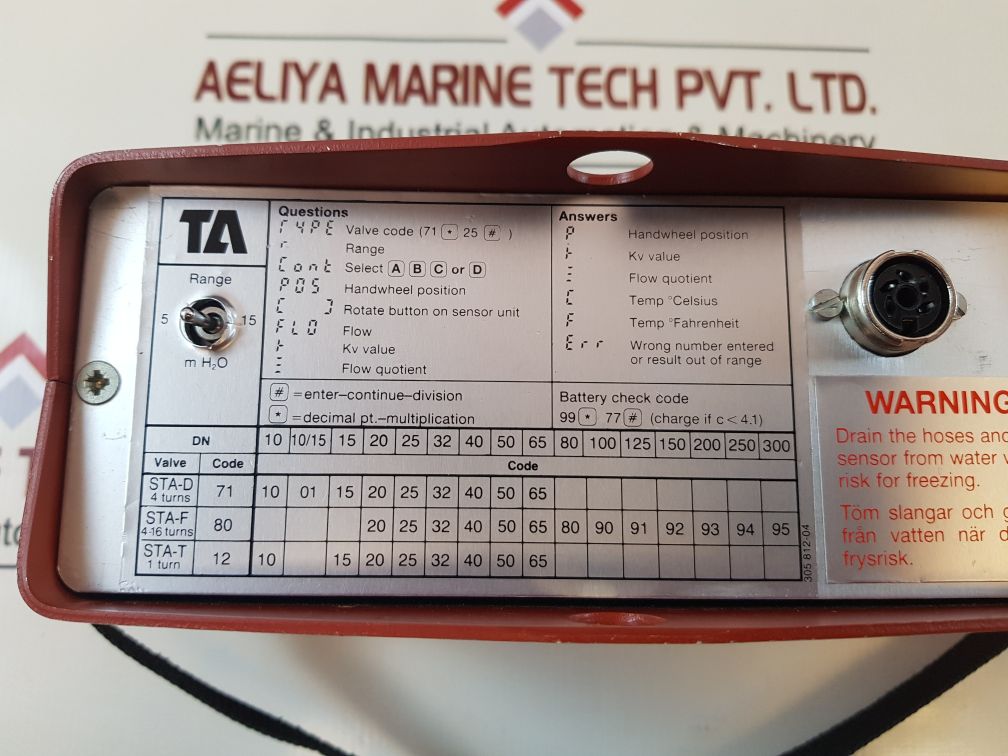 AELIYA MARINE TECH PVT. LTD.
Marine & Industrial Automation & Machinery
TA
Range
5 15
m H₂O
Questions
TYPE Valve code (71 * 25 #)
r Range
Cont Select A B C or D
POS Handwheel position
[ ] Rotate button on sensor unit
FLO Flow
Kv value
Flow quotient
# =enter–continue–division
* =decimal pt.–multiplication
Answers
P Handwheel position
Kv value
Flow quotient
C Temp °Celsius
F Temp °Fahrenheit
Err Wrong number entered
or result out of range
Battery check code
99 * 77 # (charge if c < 4.1)
DN 10 10/15 15 20 25 32 40 50 65 80 100 125 150 200 250 300
Valve Code Code
STA-D
4 turns 71 10 01 15 20 25 32 40 50 65
STA-F
4-16 turns 80 20 25 32 40 50 65 80 90 91 92 93 94 95
STA-T
1 turn 12 10 15 20 25 32 40 50 65
305 812-04
WARNING
Drain the hoses and
sensor from water
risk for freezing.
Töm slangar och
från vatten när
frysrisk.